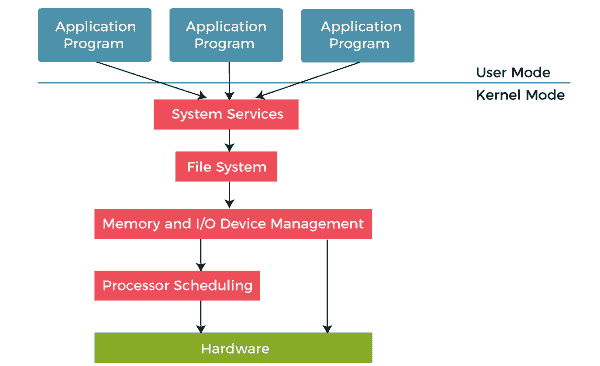 Application
Program
Application
Program
Application
Program
User Mode
Kernel Mode
System Services
File System
Memory and I/O Device Management
Processor Scheduling
Hardware